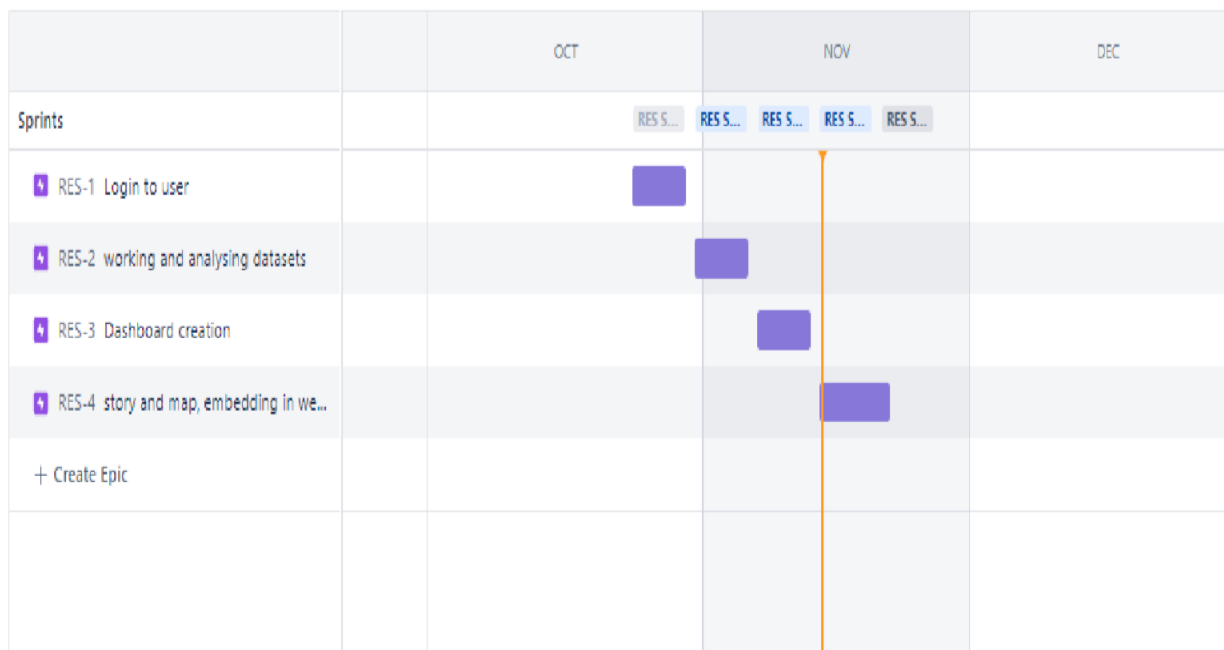 OCT NOV DEC
Sprints RES S... RES S... RES S... RES S... RES S...
RES-1 Login to user
RES-2 working and analysing datasets
RES-3 Dashboard creation
RES-4 story and map, embedding in we...
+ Create Epic